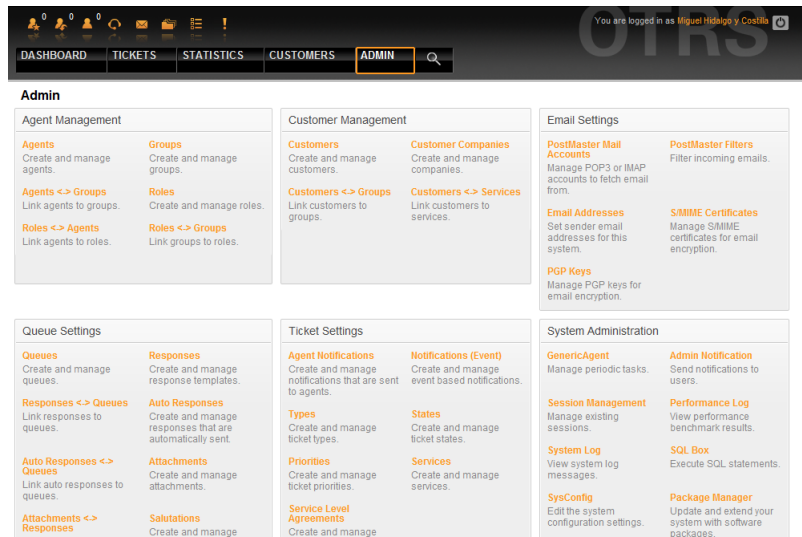 0 0 0
You are logged in as Miguel Hidalgo y Costilla
OTRS
DASHBOARD TICKETS STATISTICS CUSTOMERS ADMIN
Admin
Agent Management
Agents
Create and manage
agents.
Groups
Create and manage
groups.
Agents <-> Groups
Link agents to groups.
Roles
Create and manage roles.
Roles <-> Agents
Link agents to roles.
Roles <-> Groups
Link groups to roles.
Customer Management
Customers
Create and manage
customers.
Customer Companies
Create and manage
companies.
Customers <-> Groups
Link customers to
groups.
Customers <-> Services
Link customers to
services.
Email Settings
PostMaster Mail
Accounts
Manage POP3 or IMAP
accounts to fetch email
from.
PostMaster Filters
Filter incoming emails.
Email Addresses
Set sender email
addresses for this
system.
S/MIME Certificates
Manage S/MIME
certificates for email
encryption.
PGP Keys
Manage PGP keys for
email encryption.
Queue Settings
Queues
Create and manage
queues.
Responses
Create and manage
response templates.
Responses <-> Queues
Link responses to
queues.
Auto Responses
Create and manage
responses that are
automatically sent.
Auto Responses <->
Queues
Link auto responses to
queues.
Attachments
Create and manage
attachments.
Attachments <->
Responses
Salutations
Create and manage
Ticket Settings
Agent Notifications
Create and manage
notifications that are sent
to agents.
Notifications (Event)
Create and manage
event based notifications.
Types
Create and manage
ticket types.
States
Create and manage
ticket states.
Priorities
Create and manage
ticket priorities.
Services
Create and manage
services.
Service Level
Agreements
Create and manage
System Administration
GenericAgent
Manage periodic tasks.
Admin Notification
Send notifications to
users.
Session Management
Manage existing
sessions.
Performance Log
View performance
benchmark results.
System Log
View system log
messages.
SQL Box
Execute SQL statements.
SysConfig
Edit the system
configuration settings.
Package Manager
Update and extend your
system with software
packages.